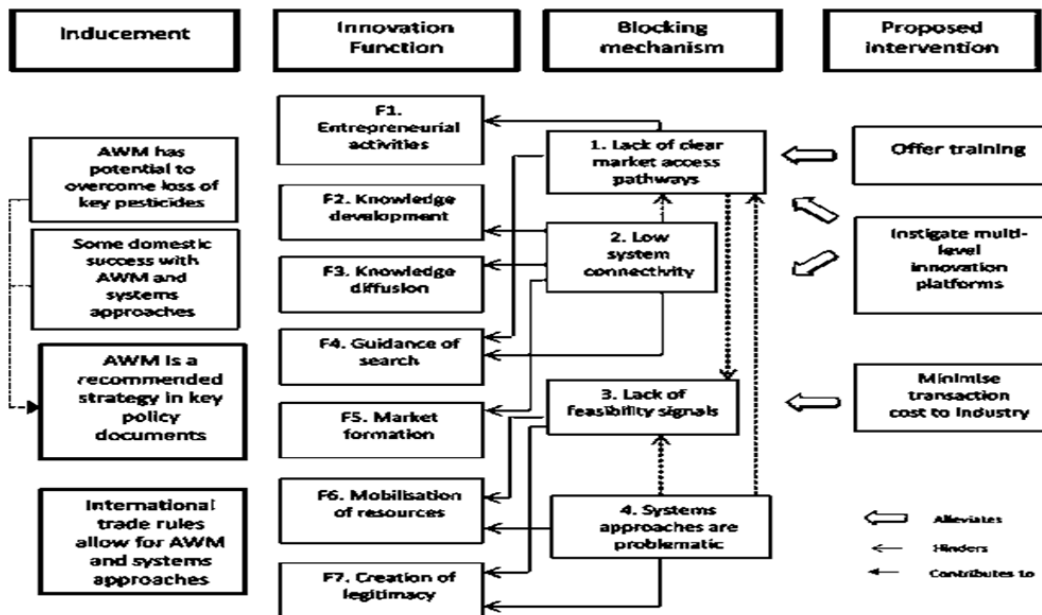 Inducement
Innovation
Function
Blocking
mechanism
Proposed
intervention
AWM has
potential to
overcome loss of
key pesticides
Some domestic
success with
AWM and
systems
approaches
AWM is a
recommended
strategy in key
policy
documents
International
trade rules
allow for AWM
and systems
approaches
F1.
Entrepreneurial
activities
F2. Knowledge
development
F3. Knowledge
diffusion
F4. Guidance of
search
F5. Market
formation
F6. Mobilisation
of resources
F7. Creation of
legitimacy
1. Lack of clear
market access
pathways
2. Low
system
connectivity
3. Lack of
feasibility signals
4. Systems
approaches are
problematic
Offer training
Instigate multi-
level
innovation
platforms
Minimise
transaction
cost to industry
Alleviates
Hinders
Contributes to